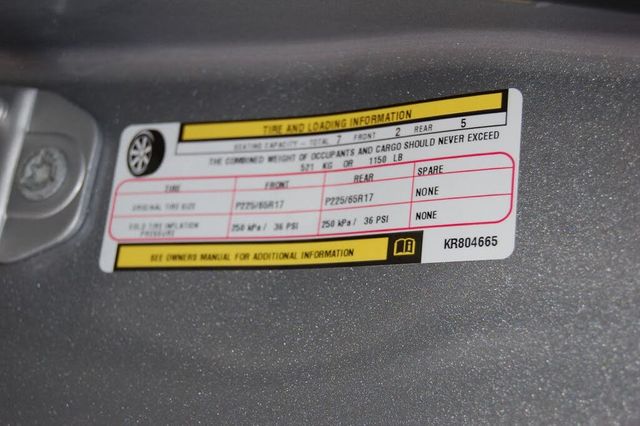 TIRE AND LOADING INFORMATION
SEATING CAPACITY - TOTAL 7 FRONT 2 REAR 5
THE COMBINED WEIGHT OF OCCUPANTS AND CARGO SHOULD NEVER EXCEED
521 KG OR 1150 LB
TIRE FRONT REAR SPARE
ORIGINAL TIRE SIZE P225/65R17 P225/65R17 NONE
COLD TIRE INFLATION PRESSURE 250 kPa / 36 PSI 250 kPa / 36 PSI NONE
SEE OWNERS MANUAL FOR ADDITIONAL INFORMATION
KR804665